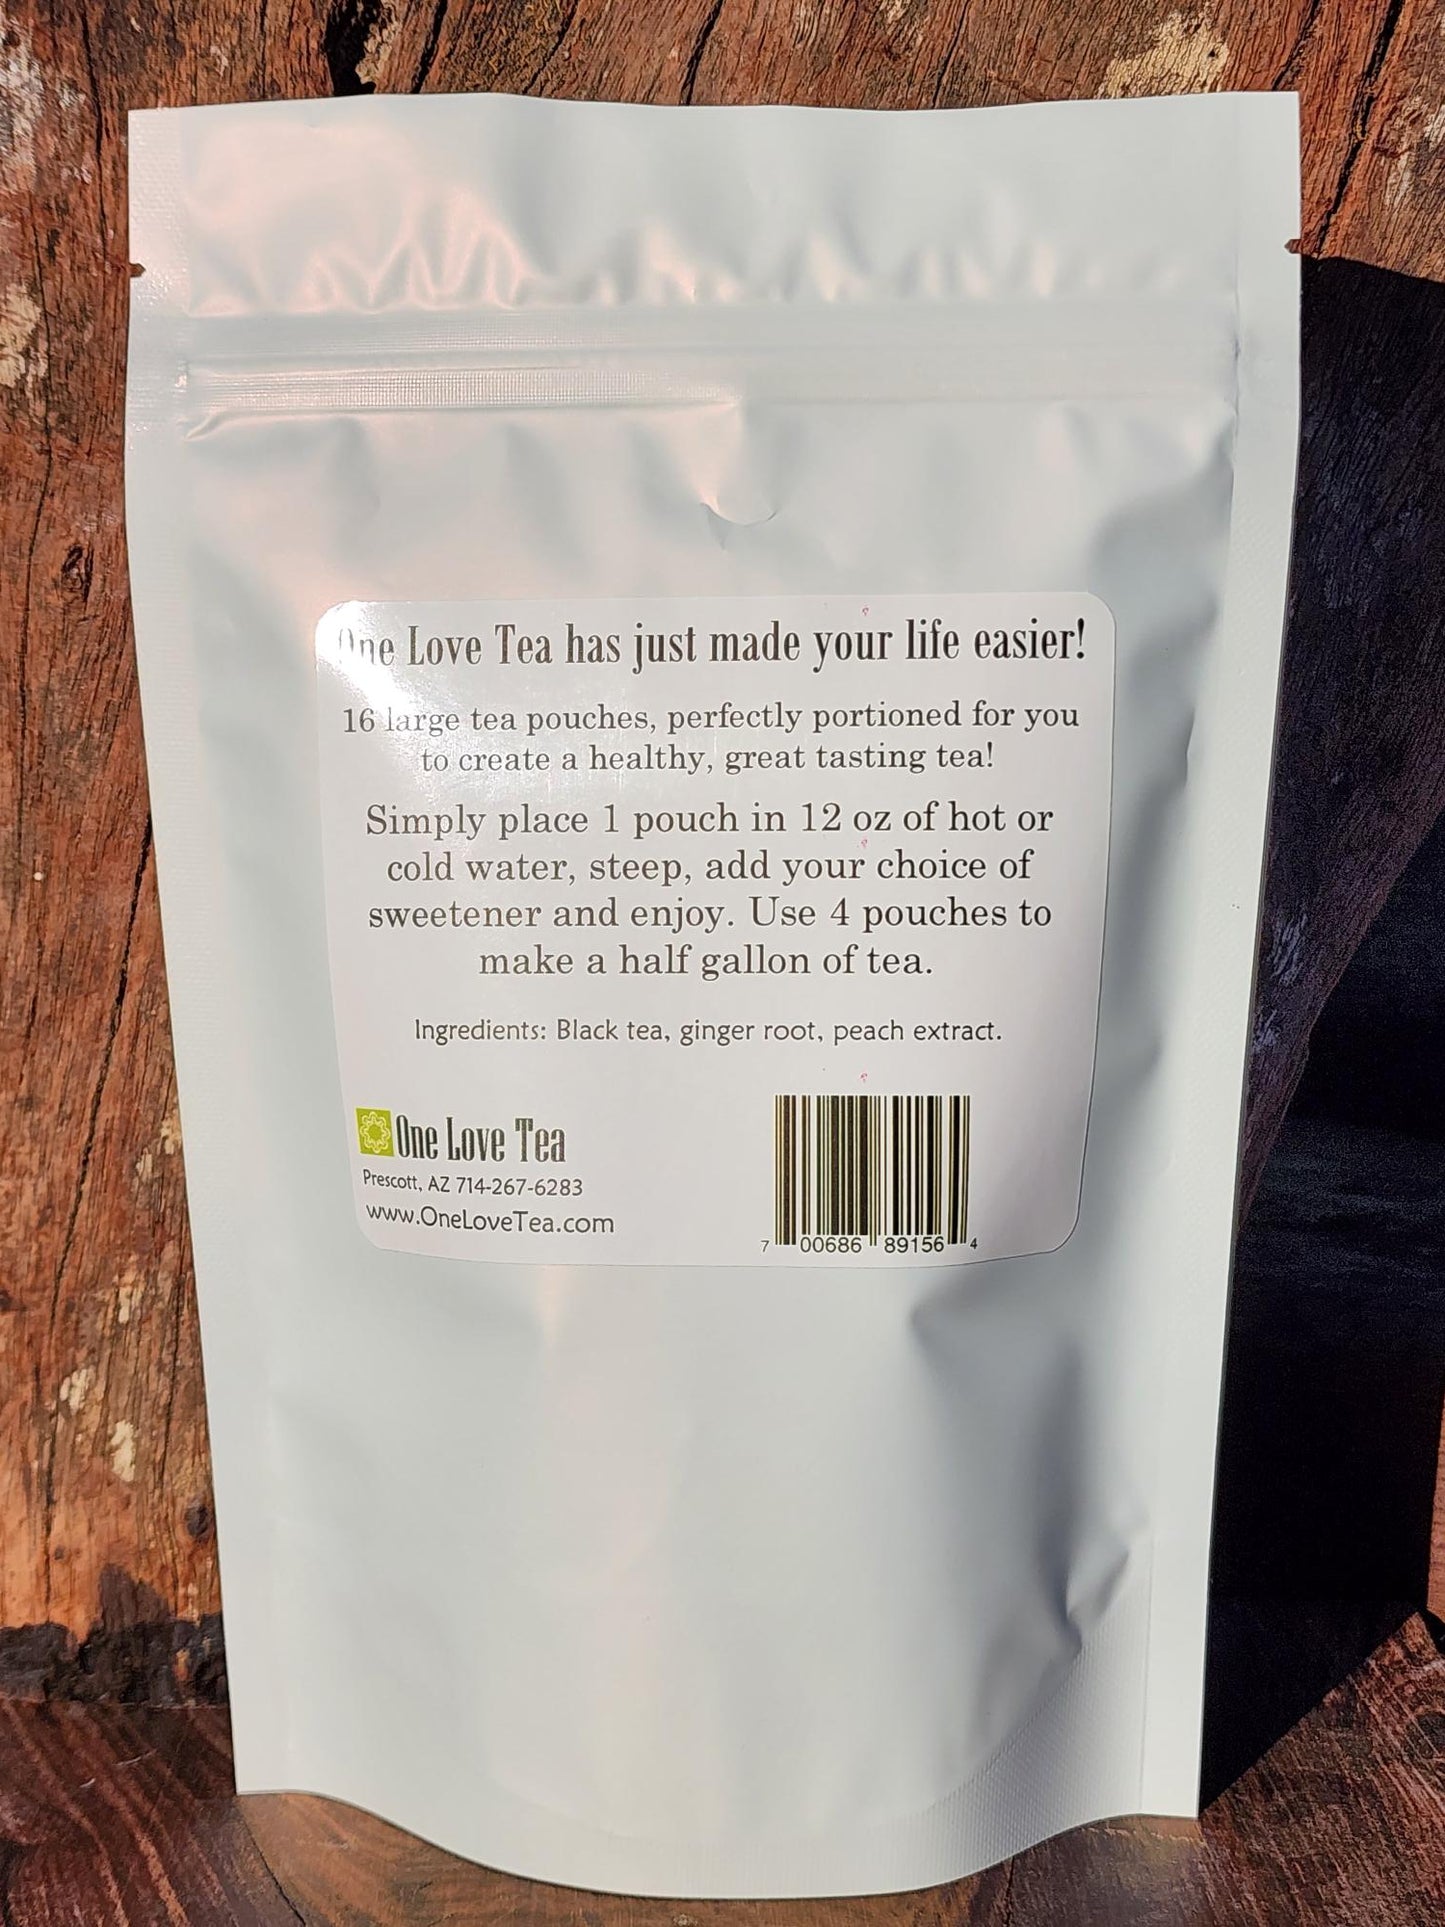 One Love Tea has just made your life easier!
16 large tea pouches, perfectly portioned for you
to create a healthy, great tasting tea!
Simply place 1 pouch in 12 oz of hot or
cold water, steep, add your choice of
sweetener and enjoy. Use 4 pouches to
make a half gallon of tea.
Ingredients: Black tea, ginger root, peach extract.
One Love Tea
Prescott, AZ 714-267-6283
www.OneLoveTea.com
7 00686 89156 4